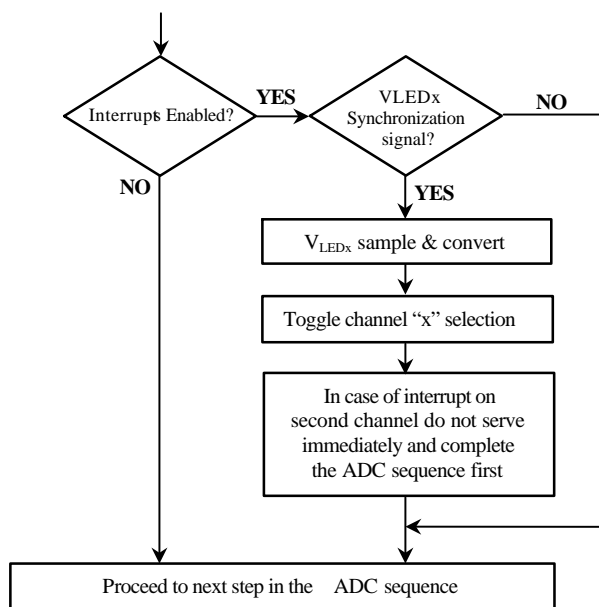 Interrupts Enabled?
YES
VLEDx
Synchronization
signal?
NO
NO
YES
VLEDx sample & convert
Toggle channel “x” selection
In case of interrupt on
second channel do not serve
immediately and complete
the ADC sequence first
Proceed to next step in the ADC sequence